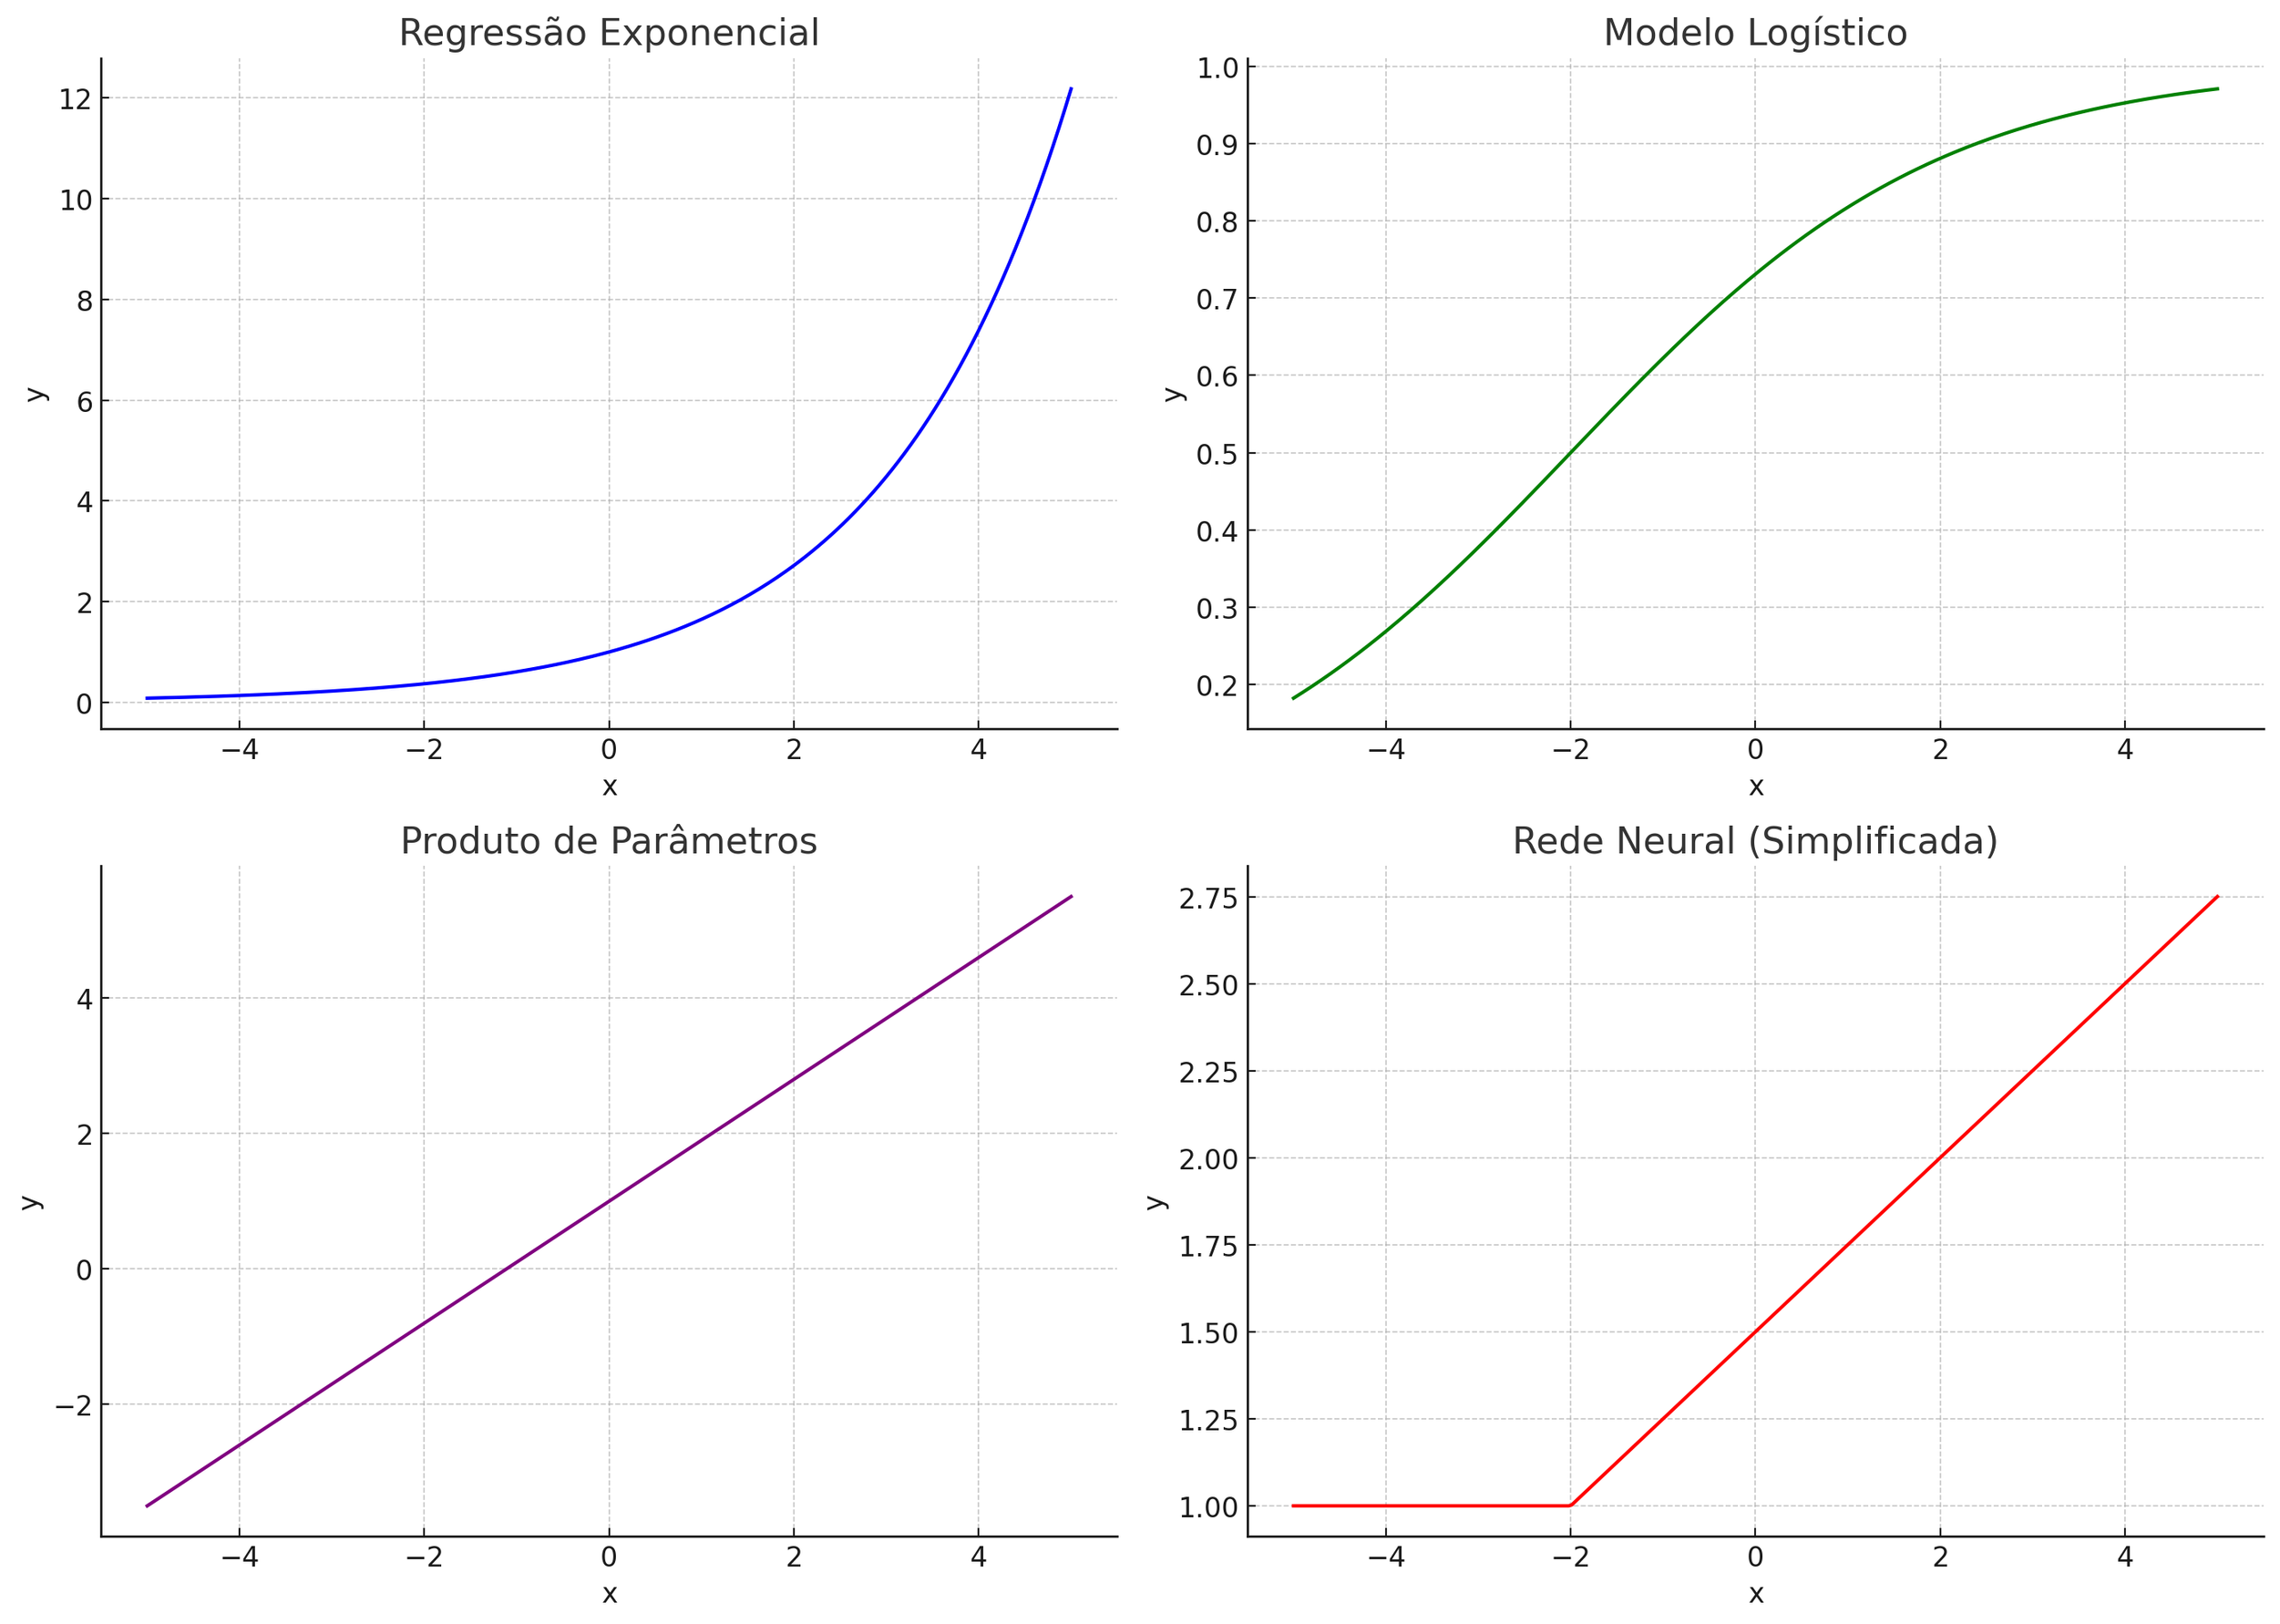 Regressão Exponencial
12
10
8
6
4
2
0
y
−4 −2 0 2 4
x
Modelo Logístico
1.0
0.9
0.8
0.7
0.6
0.5
0.4
0.3
0.2
y
−4 −2 0 2 4
x
Produto de Parâmetros
4
2
0
−2
y
−4 −2 0 2 4
x
Rede Neural (Simplificada)
2.75
2.50
2.25
2.00
1.75
1.50
1.25
1.00
y
−4 −2 0 2 4
x